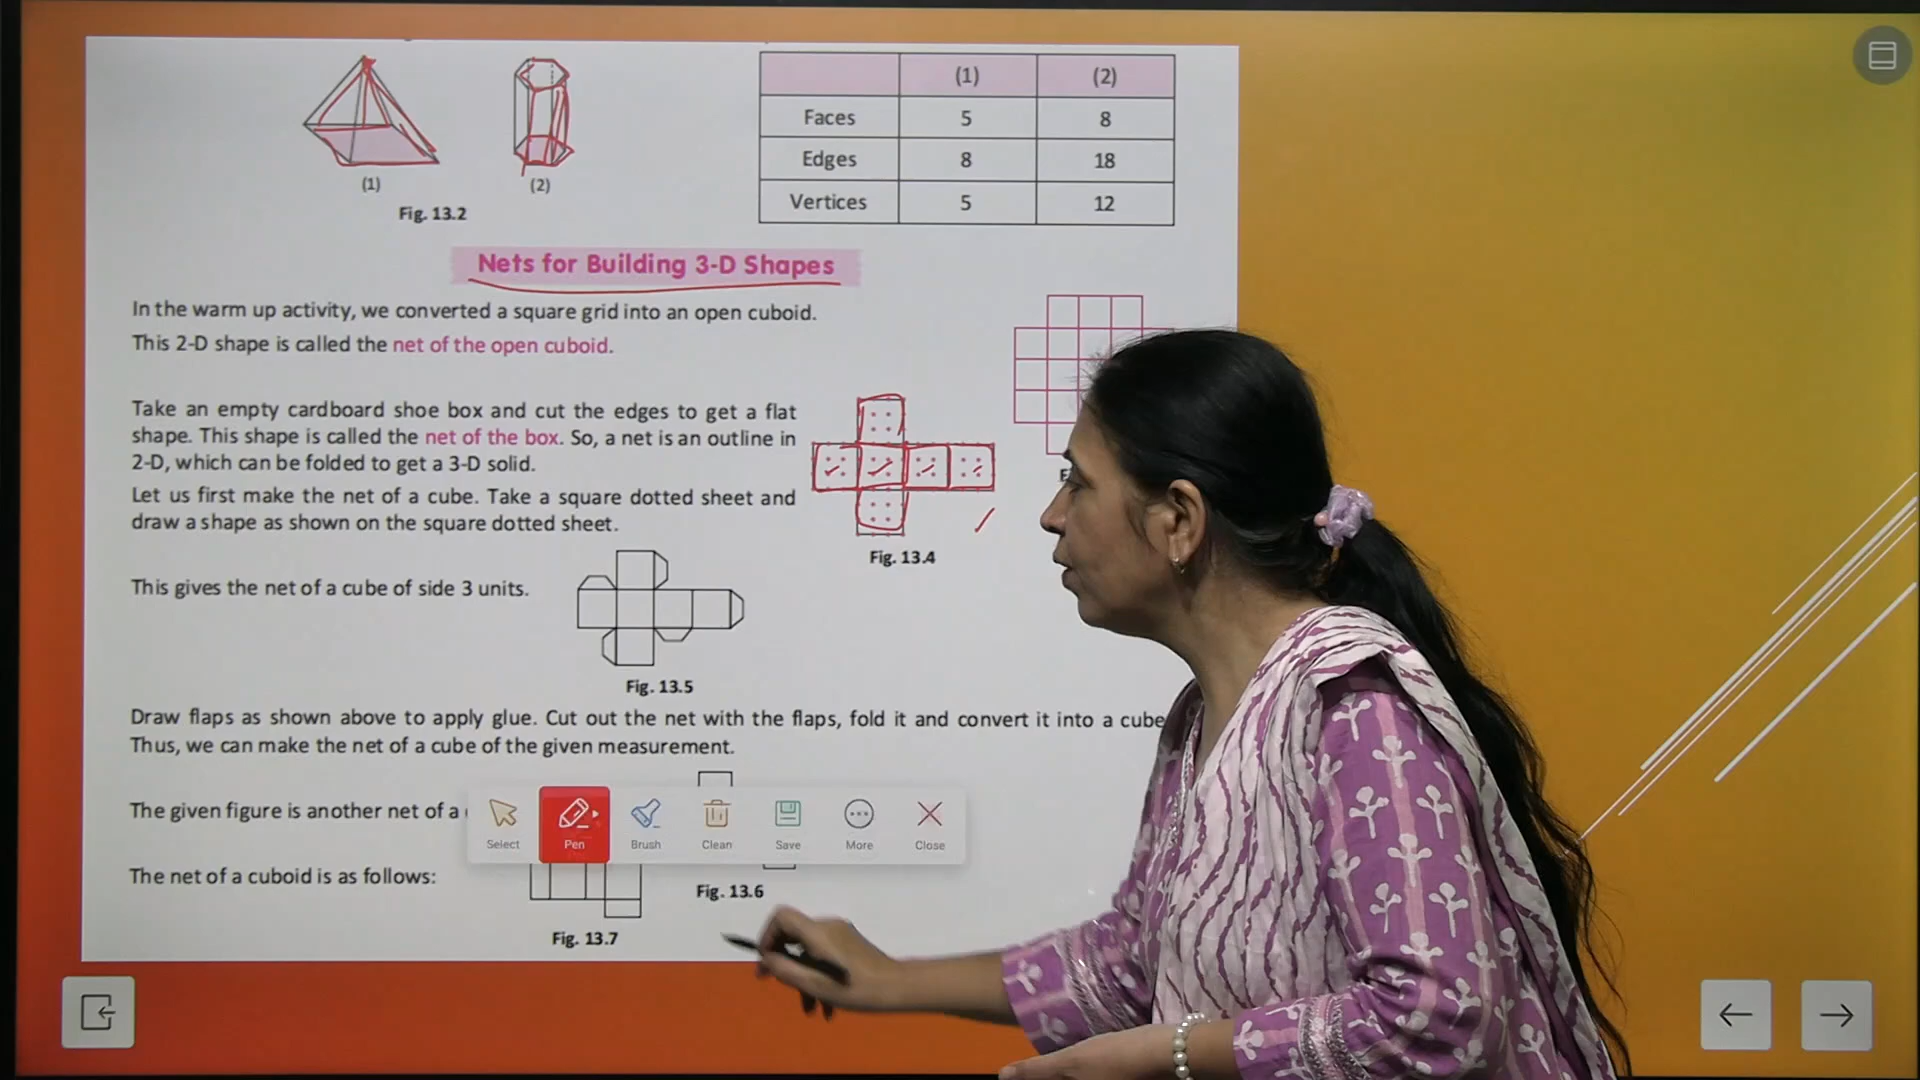 (1) (2)
Faces 5 8
Edges 8 18
Vertices 5 12
(1) (2)
Fig. 13.2
Nets for Building 3-D Shapes
In the warm up activity, we converted a square grid into an open cuboid.
This 2-D shape is called the net of the open cuboid.
Take an empty cardboard shoe box and cut the edges to get a flat
shape. This shape is called the net of the box. So, a net is an outline in
2-D, which can be folded to get a 3-D solid.
Let us first make the net of a cube. Take a square dotted sheet and
draw a shape as shown on the square dotted sheet.
Fig. 13.4
This gives the net of a cube of side 3 units.
Fig. 13.5
Draw flaps as shown above to apply glue. Cut out the net with the flaps, fold it and convert it into a cube
Thus, we can make the net of a cube of the given measurement.
The given figure is another net of a
Select Pen Brush Clean Save More Close
The net of a cuboid is as follows:
Fig. 13.6
Fig. 13.7